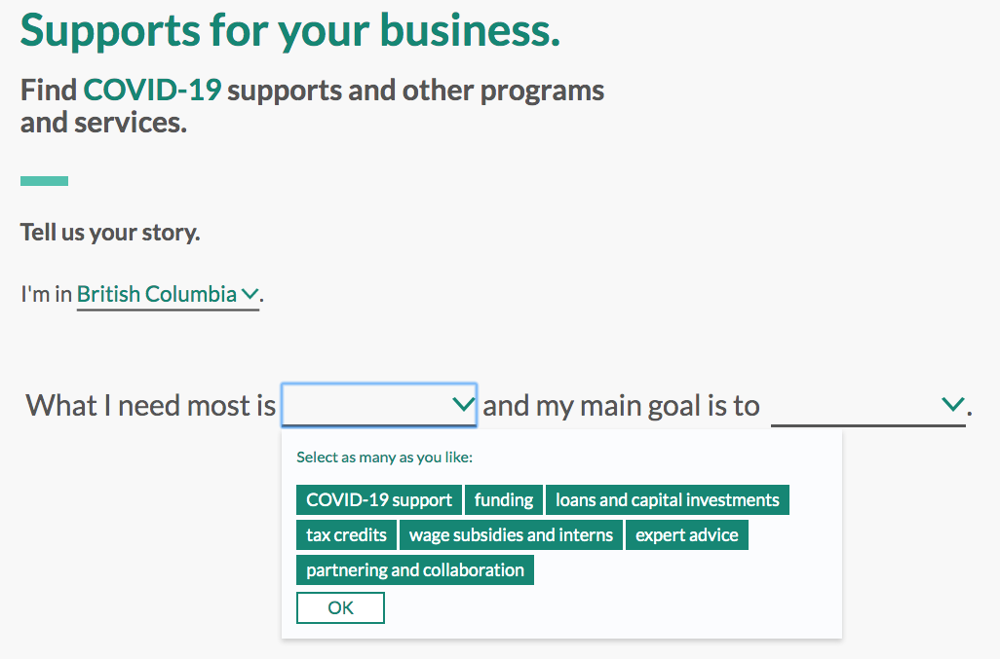 Supports for your business.
Find COVID-19 supports and other programs
and services.
Tell us your story.
I'm in British Columbia.
What I need most is and my main goal is to .
Select as many as you like:
COVID-19 support funding loans and capital investments
tax credits wage subsidies and interns expert advice
partnering and collaboration
OK